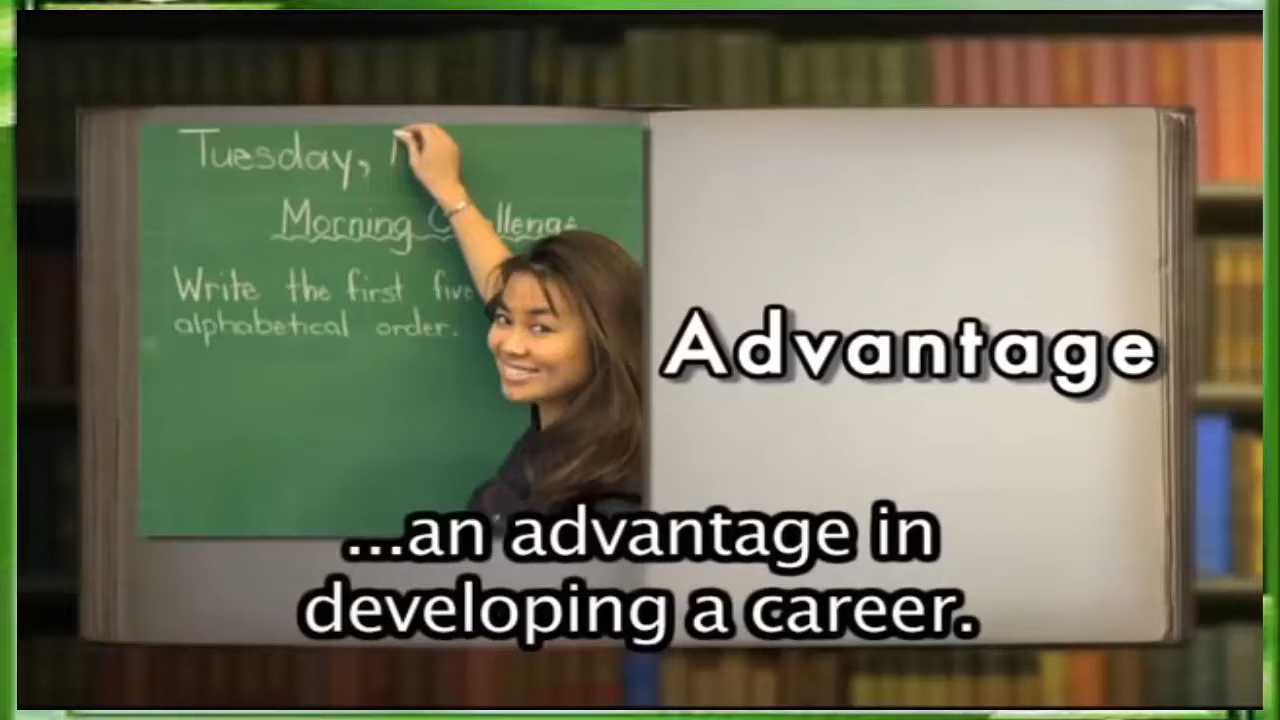 Tuesday,
Morning
Write the first five
alphabetical order.
Advantage
...an advantage in
developing a career.